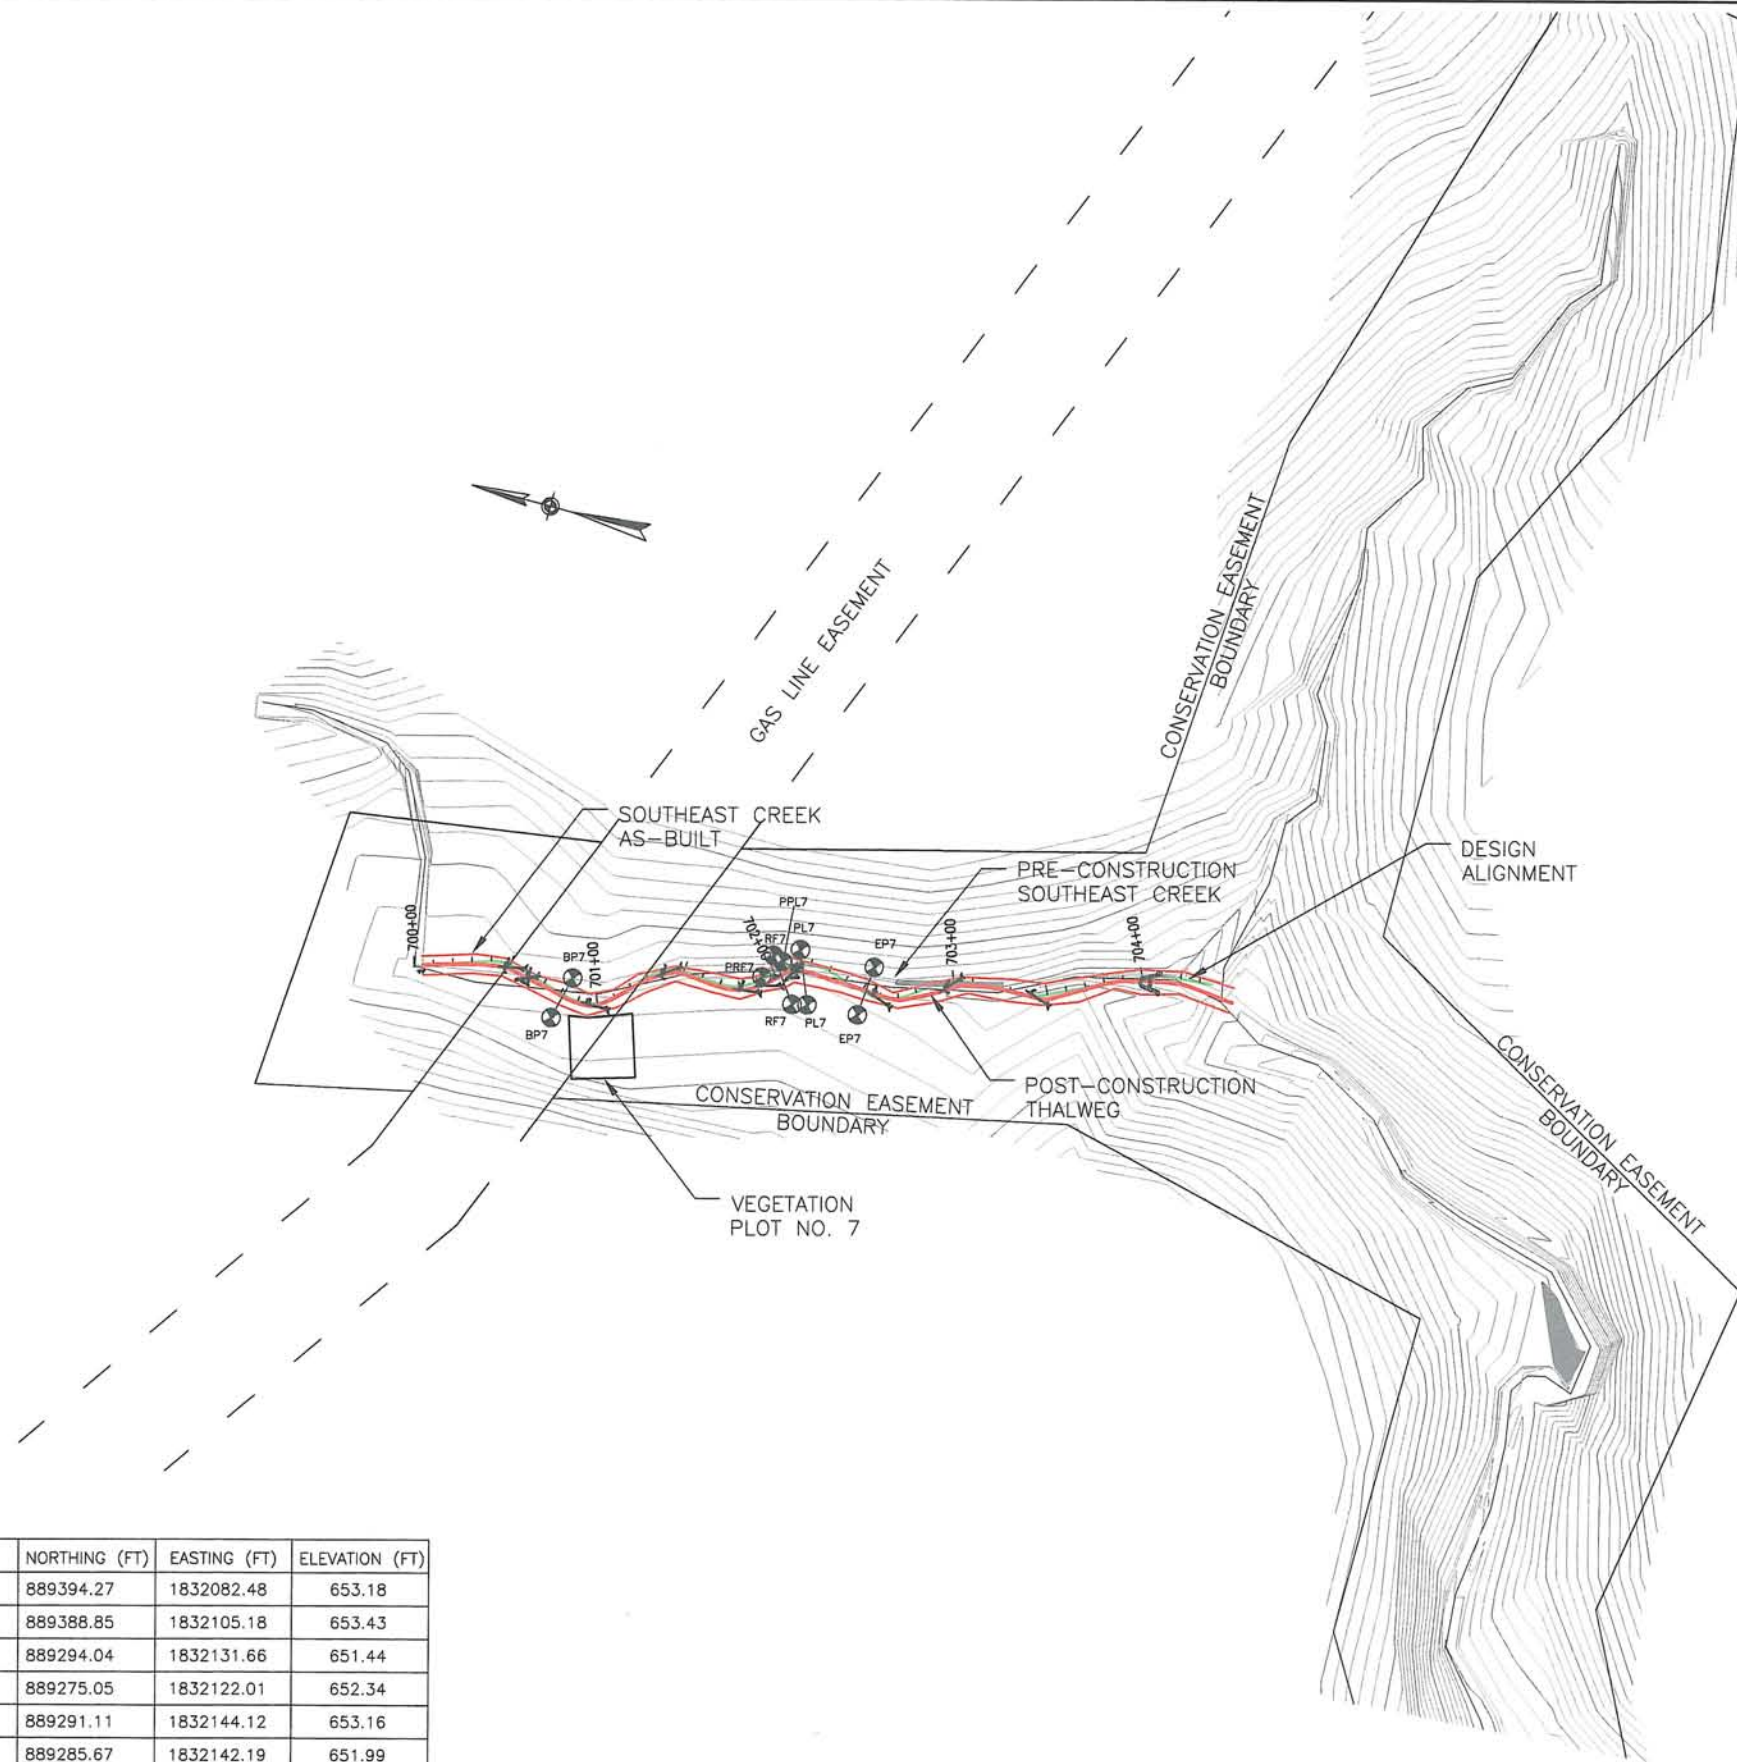 GAS LINE EASEMENT
CONSERVATION EASEMENT
BOUNDARY
SOUTHEAST CREEK
AS-BUILT
DESIGN
ALIGNMENT
PRE-CONSTRUCTION
SOUTHEAST CREEK
PPL7
700+00
702+00
RF7
PL7
EP7
703+00
704+00
BP7
701+00
PRF7
BP7
RF7
PL7
EP7
POST-CONSTRUCTION
THALWEG
CONSERVATION EASEMENT
BOUNDARY
CONSERVATION EASEMENT
BOUNDARY
VEGETATION
PLOT NO. 7
NORTHING (FT) EASTING (FT) ELEVATION (FT)
889394.27 1832082.48 653.18
889388.85 1832105.18 653.43
889294.04 1832131.66 651.44
889275.05 1832122.01 652.34
889291.11 1832144.12 653.16
889285.67 1832142.19 651.99